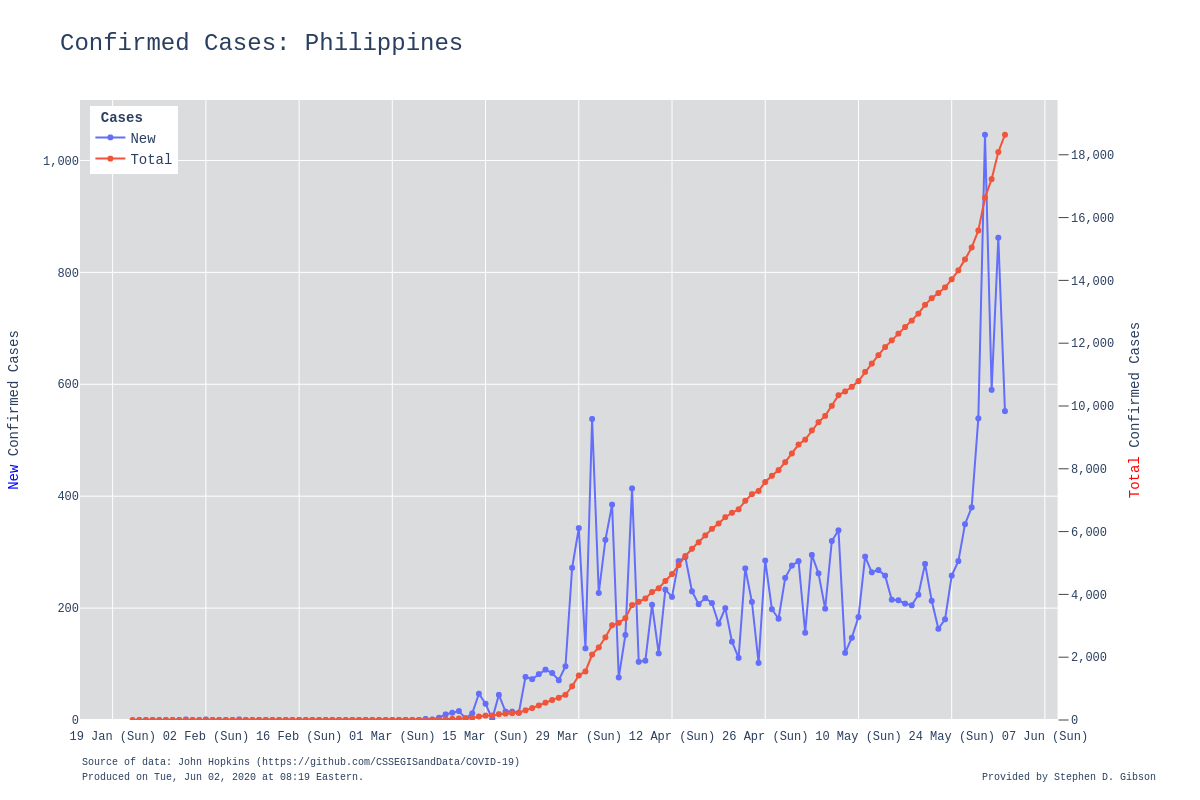 Confirmed Cases: Philippines
Cases
New
Total
1,000
800
600
400
200
0
18,000
16,000
14,000
12,000
10,000
8,000
6,000
4,000
2,000
0
New Confirmed Cases
Total Confirmed Cases
19 Jan (Sun) 02 Feb (Sun) 16 Feb (Sun) 01 Mar (Sun) 15 Mar (Sun) 29 Mar (Sun) 12 Apr (Sun) 26 Apr (Sun) 10 May (Sun) 24 May (Sun) 07 Jun (Sun)
Source of data: John Hopkins (https://github.com/CSSEGISandData/COVID-19)
Produced on Tue, Jun 02, 2020 at 08:19 Eastern.
Provided by Stephen D. Gibson